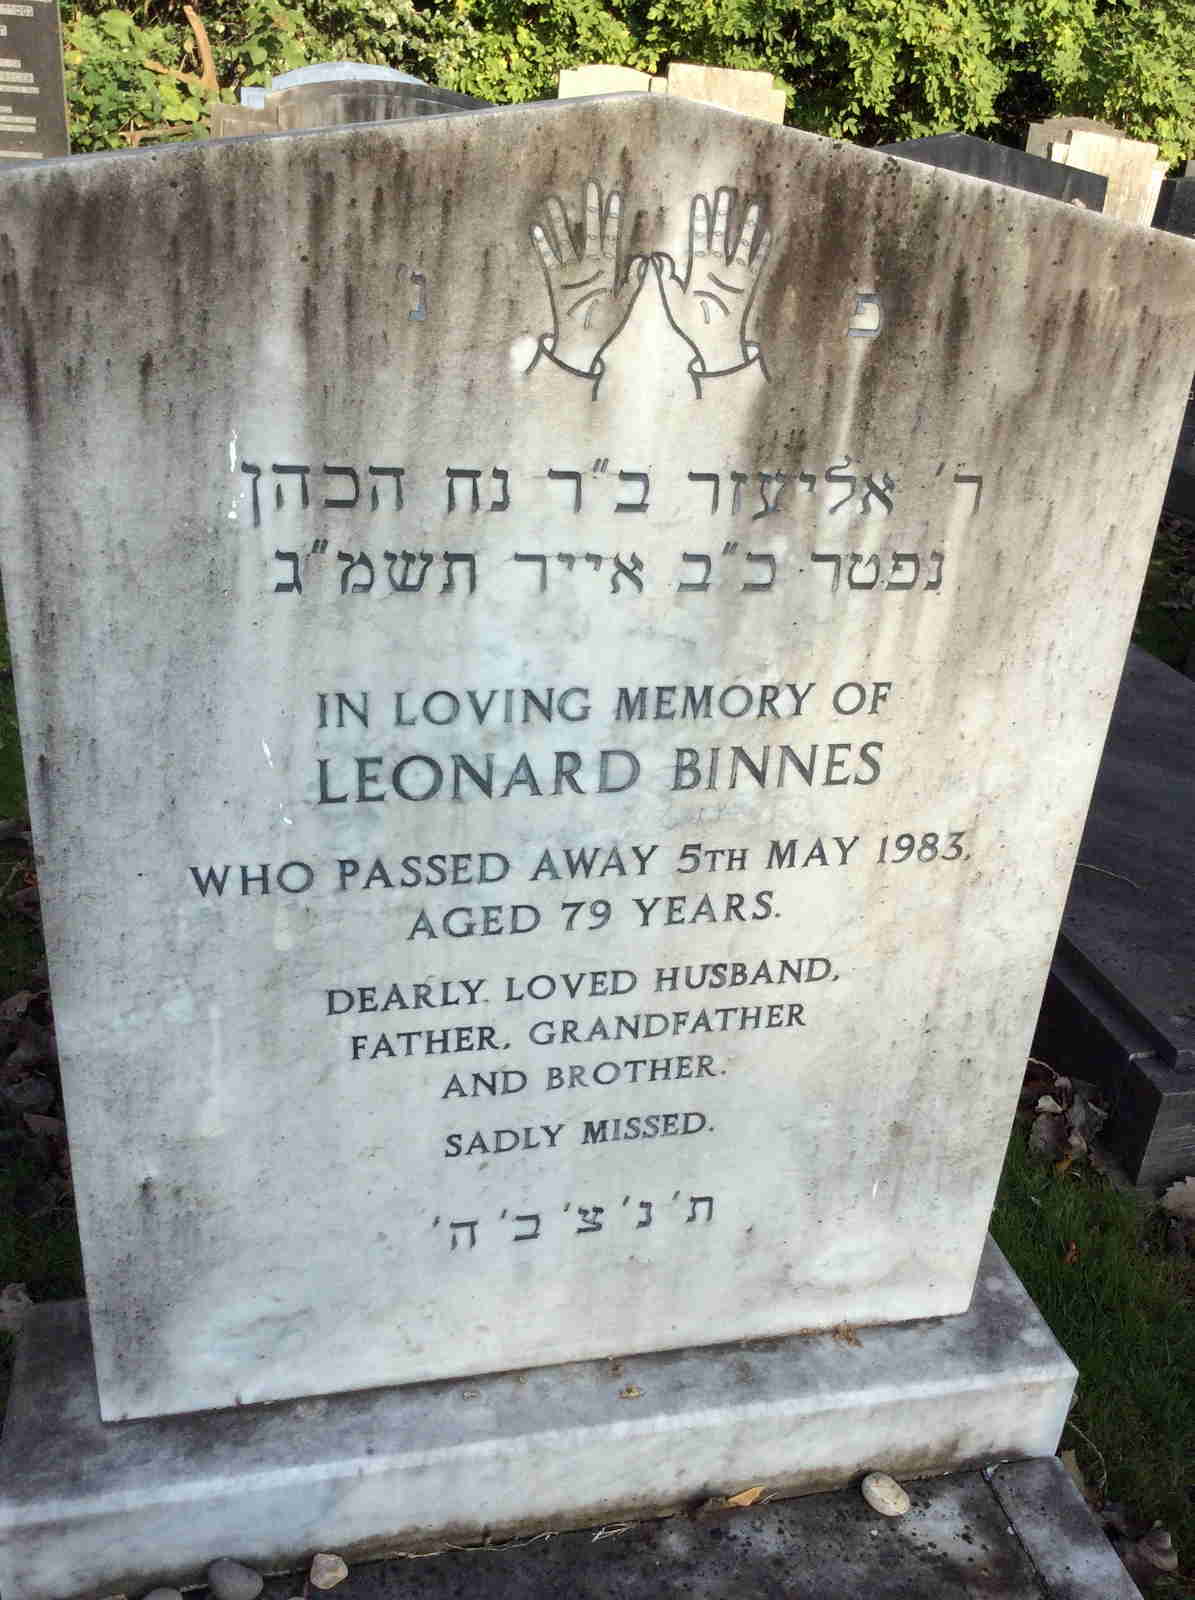 פ נ'
ר' אליעזר ב"ר נח הכהן
נפטר כ"ב אייר תשמ"ג
IN LOVING MEMORY OF
LEONARD BINNES
WHO PASSED AWAY 5TH MAY 1983,
AGED 79 YEARS.
DEARLY LOVED HUSBAND,
FATHER, GRANDFATHER
AND BROTHER.
SADLY MISSED.
ת' נ' צ' ב' ה'